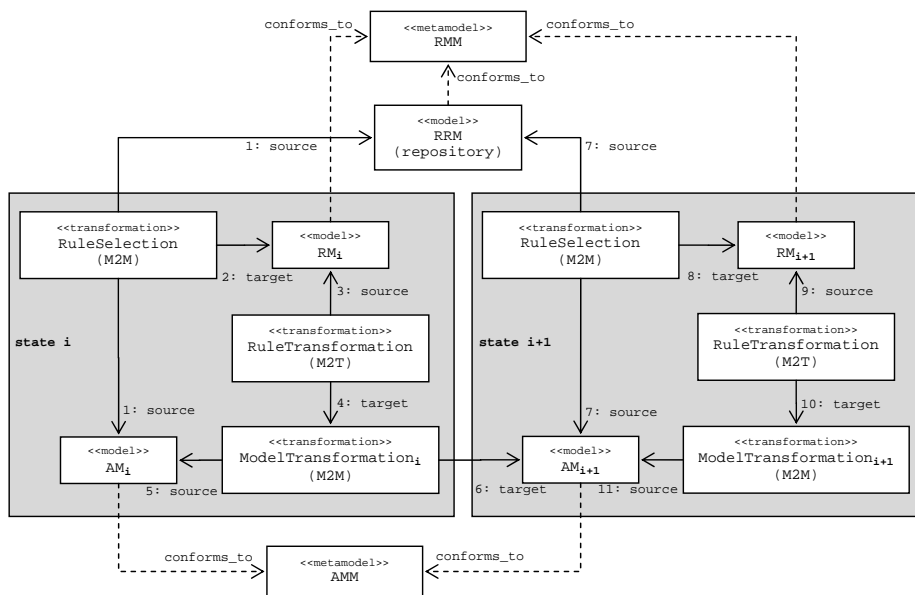 conforms_to
<<metamodel>>
RMM
conforms_to
conforms_to
<<model>>
RRM
(repository)
1: source
7: source
<<transformation>>
RuleSelection
(M2M)
<<model>>
RMi
2: target
3: source
<<transformation>>
RuleTransformation
(M2T)
state i
4: target
1: source
<<model>>
AMi
<<transformation>>
ModelTransformationi
(M2M)
5: source
<<transformation>>
RuleSelection
(M2M)
<<model>>
RMi+1
8: target
9: source
<<transformation>>
RuleTransformation
(M2T)
state i+1
10: target
7: source
<<model>>
AMi+1
<<transformation>>
ModelTransformationi+1
(M2M)
6: target
11: source
conforms_to
conforms_to
<<metamodel>>
AMM